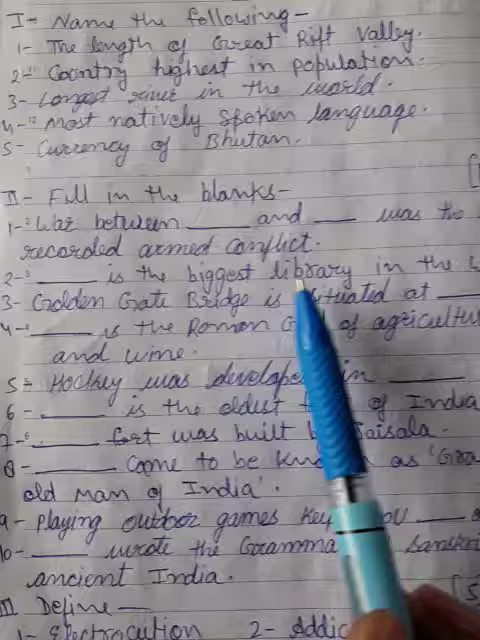 I- Name the following-
1- The length of Great Rift Valley.
2- Country highest in population.
3- Longest river in the world.
4- Most natively spoken language.
5- Currency of Bhutan.
II- Fill in the blanks-
1- War between ____ and ____ was the
recorded armed conflict.
2- ____ is the biggest library in the
3- Golden Gate Bridge is situated at ____
4- ____ is the Roman of agricultu
and wine.
5- Hockey was develope in ____
6- ____ is the oldest of India
7- ____ fort was built Jaisala.
8- ____ came to be as 'Gra
old man of India'.
9- Playing outdoor games ____
10- ____ wrote the Gramma Sanskri
ancient India.
III Define-
1- Electrocution 2- Addic